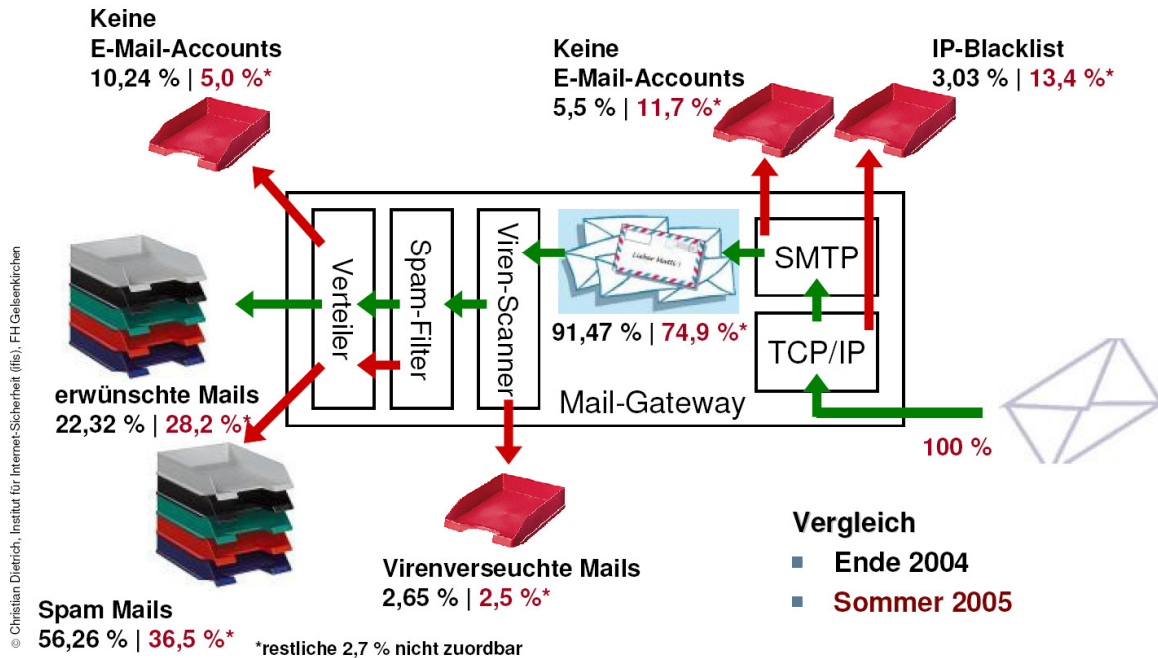 Keine
E-Mail-Accounts
10,24 % | 5,0 %*
Keine
E-Mail-Accounts
5,5 % | 11,7 %*
IP-Blacklist
3,03 % | 13,4 %*
Verteiler
Spam-Filter
Viren-Scanner
Lieber Matti !
SMTP
TCP/IP
91,47 % | 74,9 %*
Mail-Gateway
100 %
erwünschte Mails
22,32 % | 28,2 %*
Virenverseuchte Mails
2,65 % | 2,5 %*
Spam Mails
56,26 % | 36,5 %*
*restliche 2,7 % nicht zuordbar
Vergleich
Ende 2004
Sommer 2005
© Christian Dietrich, Institut für Internet-Sicherheit (ifis), FH Gelsenkirchen